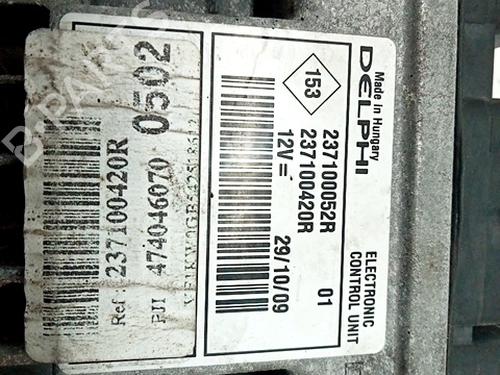 DELPHI
Made In Hungary
ELECTRONIC
CONTROL UNIT
153
237100052R
237100420R
01
12V=
29/10/09
0502
474046070
Ref : 237100420R
B-PARTS